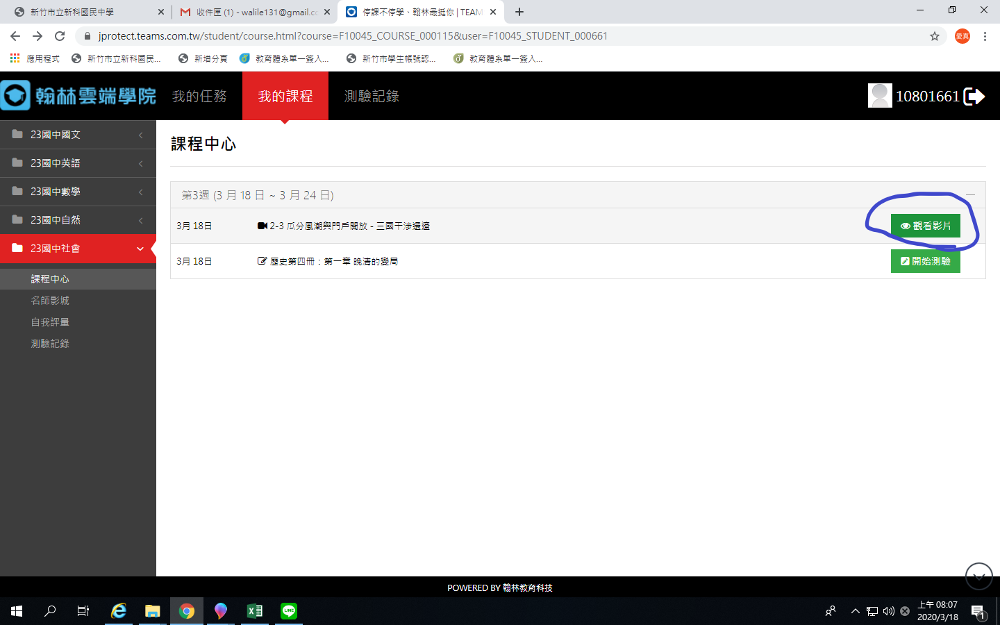 新竹市立新科國民中學
收件匣 (1) - walile131@gmail.cc
停課不停學、翰林最挺你 | TEAM
jprotect.teams.com.tw/student/course.html?course=F10045_COURSE_000115&user=F10045_STUDENT_000661
愛真
應用程式
新竹市立新科國民...
新增分頁
教育體系單一簽入...
新竹市學生帳號認...
教育體系單一簽入...
翰林雲端學院
我的任務
我的課程
測驗記錄
10801661
23國中國文
23國中英語
23國中數學
23國中自然
23國中社會
課程中心
名師影城
自我評量
測驗記錄
課程中心
第3週 (3 月 18 日 ~ 3 月 24 日)
3月 18日 2-3 瓜分風潮與門戶開放 - 三國干涉還遼 觀看影片
3月 18日 歷史第四冊：第一章 晚清的變局 開始測驗
POWERED BY 翰林教育科技
LINE
上午 08:07
2020/3/18
1